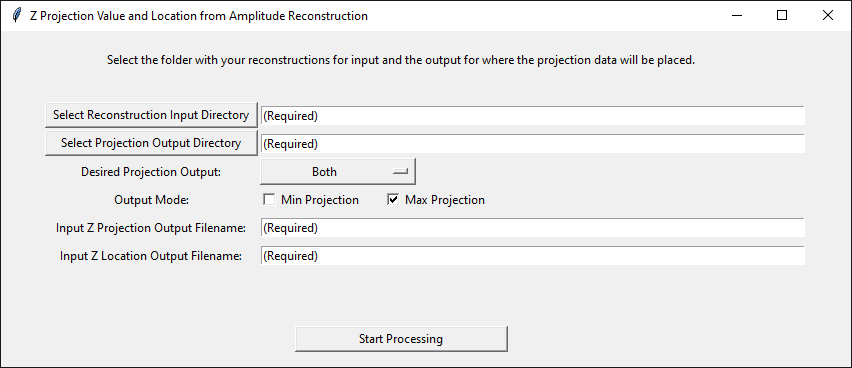 Z Projection Value and Location from Amplitude Reconstruction
Select the folder with your reconstructions for input and the output for where the projection data will be placed.
Select Reconstruction Input Directory (Required)
Select Projection Output Directory (Required)
Desired Projection Output: Both
Output Mode: Min Projection Max Projection
Input Z Projection Output Filename: (Required)
Input Z Location Output Filename: (Required)
Start Processing